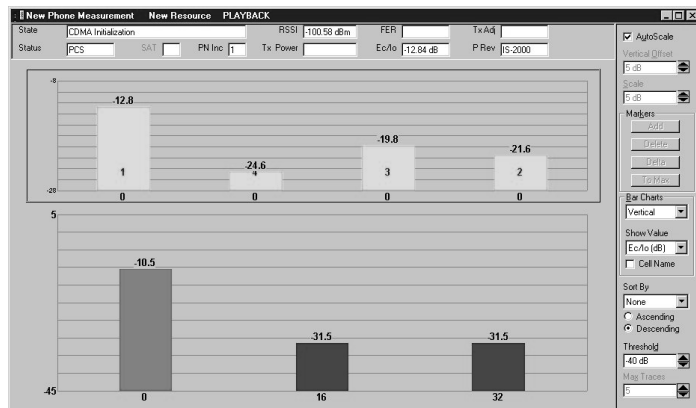 New Phone Measurement New Resource PLAYBACK
State CDMA Initialization RSSI -100.58 dBm FER Tx Adj
Status PCS SAT PN Inc 1 Tx Power Ec/Io -12.84 dB P Rev IS-2000
AutoScale
Vertical Offset
5 dB
Scale
5 dB
Markers
Add
Delete
Delta
To Max
Bar Charts
Vertical
Show Value
Ec/Io (dB)
Cell Name
Sort By
None
Ascending
Descending
Threshold
-40 dB
Max Traces
5
-8
-12.8 -24.6 -19.8 -21.6
1 4 3 2
-28
0 0 0 0
5
-10.5 -31.5 -31.5
-45
0 16 32